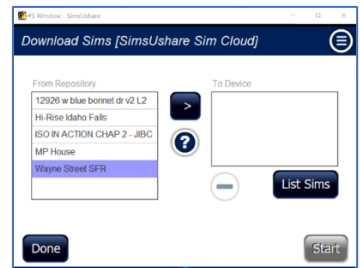 #S Window - SimsUshare
Download Sims [SimsUshare Sim Cloud]
From Repository
To Device
12926 w blue bonnet dr v2 L2
Hi-Rise Idaho Falls
ISO IN ACTION CHAP 2 - JIBC
MP House
Wayne Street SFR
>
?
List Sims
Done
Start